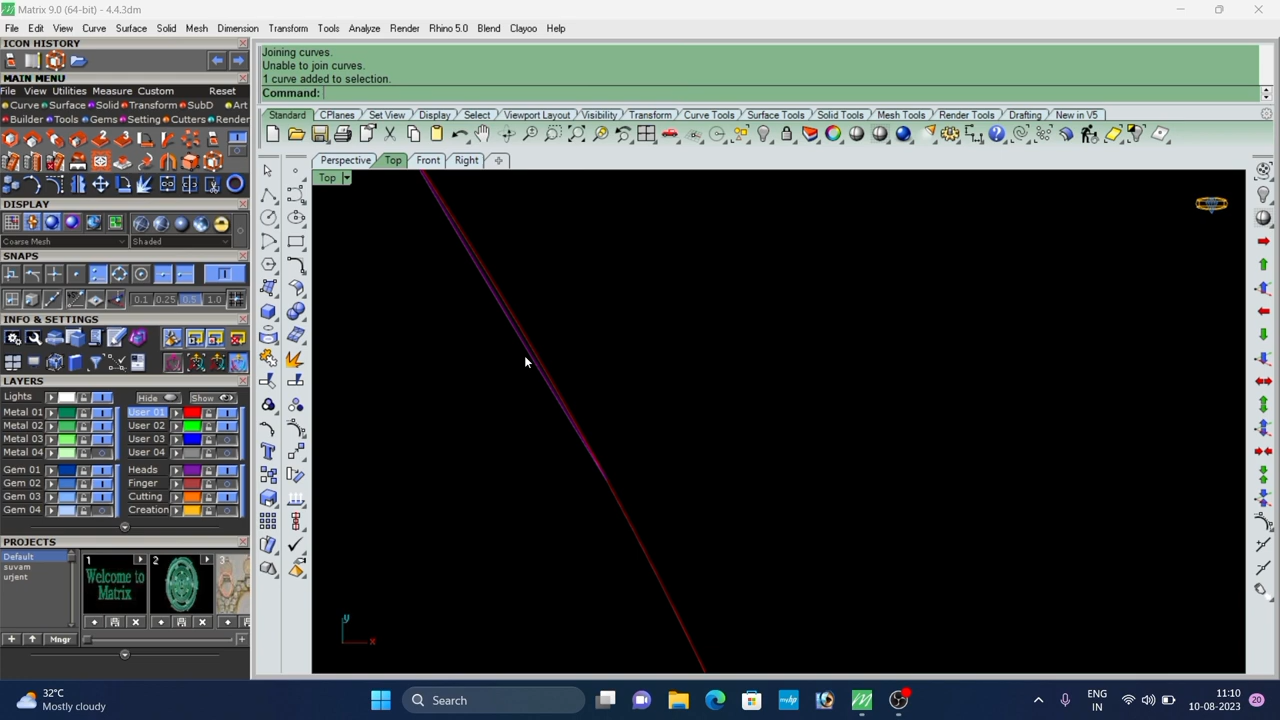 Matrix 9.0 (64-bit) - 4.4.3dm
File Edit View Curve Surface Solid Mesh Dimension Transform Tools Analyze Render Rhino 5.0 Blend Clayoo Help
ICON HISTORY
Joining curves.
Unable to join curves.
1 curve added to selection.
Command:
MAIN MENU
File View Utilities Measure Custom Reset
Curve Surface Solid Transform SubD Art
Builder Tools Gems Setting Cutters Render
Standard CPlanes Set View Display Select Viewport Layout Visibility Transform Curve Tools Surface Tools Solid Tools Mesh Tools Render Tools Drafting New in V5
Perspective Top Front Right
Top
DISPLAY
Coarse Mesh Shaded
SNAPS
0.1 0.25 0.5 1.0
INFO & SETTINGS
LAYERS
Lights Hide Show
Metal 01 User 01
Metal 02 User 02
Metal 03 User 03
Metal 04 User 04
Gem 01 Heads
Gem 02 Finger
Gem 03 Cutting
Gem 04 Creation
PROJECTS
Default
suvam
urjent
1 2 3
Welcome to
Matrix
Mngr
y
x
32°C
Mostly cloudy
Search
ENG
IN
11:10
10-08-2023
20